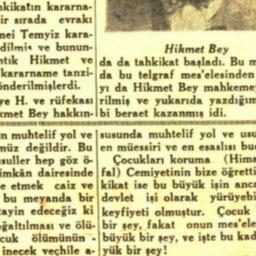 hkikatın kararna-
bir sırada evrakı
nei Temyiz kara-
dilmiş ve bunun-
ntık Hikmet ve
kararname tanzi-
önderilmişlerdi.
ye H. ve rüfekası
kmet Bey hakkın-
Hikmet Bey
da da tahkikat başladı. Bu m
da bu telgraf mes'elesinden
yı da Hikmet Bey mahkeme
rilmiş ve yukarıda yazdığım
bi beraet kazanmış idi.
n muhtelif yol ve
müz değildir. Bu
suller hep göz ö-
imkân dairesinde
e etmek caiz ve
bu meyanda bir
tayin edeceğiz ki
oğaltılması ve ölü-
cuk ölümünün
inecek veçhile a-
susunda muhtelif yol ve usu
en müessiri ve en esaslısı bud
Çocukları koruma (Hima
fal) Cemiyetinin bize öğretti
kikat ise bu büyük işin anca
devlet işi olarak yürüyebi
keyfiyeti olmuştur. Çocuk
bir şey, fakat onun mes'ele
büyük bir şey, ve işte bu kad
yük bir şey!